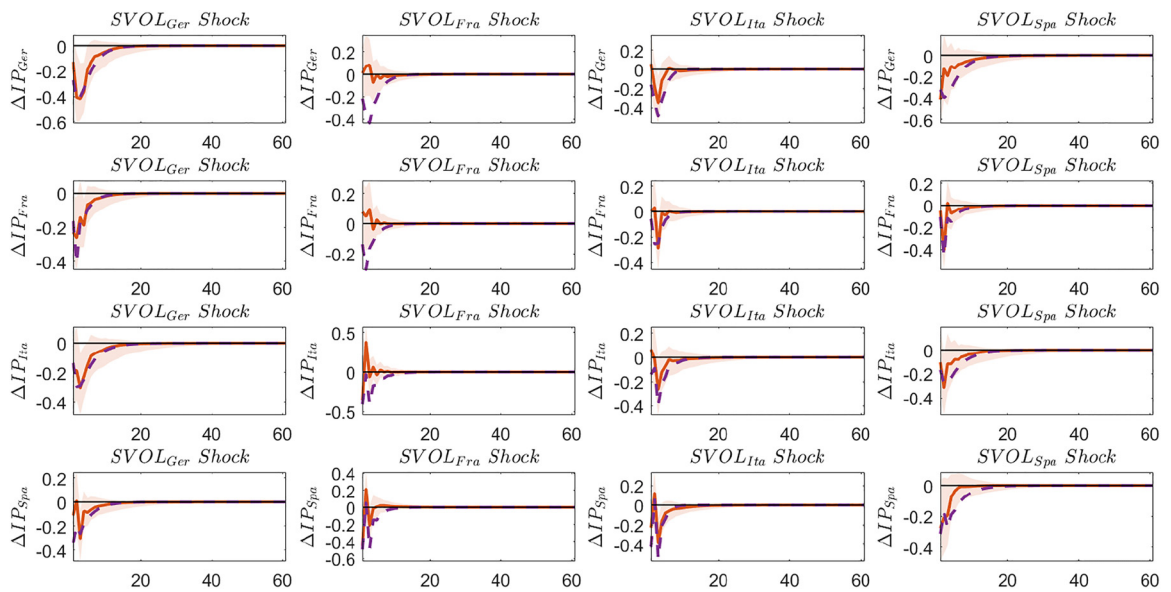 SVOL_Ger Shock SVOL_Fra Shock SVOL_Ita Shock SVOL_Spa Shock
ΔIP_Ger 0 -0.2 -0.4 -0.6 ΔIP_Ger 0.2 0 -0.2 -0.4 ΔIP_Ger 0.2 0 -0.2 -0.4 ΔIP_Ger 0 -0.2 -0.4 -0.6
20 40 60 20 40 60 20 40 60 20 40 60
SVOL_Ger Shock SVOL_Fra Shock SVOL_Ita Shock SVOL_Spa Shock
ΔIP_Fra 0 -0.2 -0.4 ΔIP_Fra 0.2 0 -0.2 ΔIP_Fra 0.2 0 -0.2 -0.4 ΔIP_Fra 0.2 0 -0.2 -0.4
20 40 60 20 40 60 20 40 60 20 40 60
SVOL_Ger Shock SVOL_Fra Shock SVOL_Ita Shock SVOL_Spa Shock
ΔIP_Ita 0 -0.2 -0.4 ΔIP_Ita 0.5 0 -0.5 ΔIP_Ita 0.2 0 -0.2 -0.4 ΔIP_Ita 0.2 0 -0.2 -0.4
20 40 60 20 40 60 20 40 60 20 40 60
SVOL_Ger Shock SVOL_Fra Shock SVOL_Ita Shock SVOL_Spa Shock
ΔIP_Spa 0.2 0 -0.2 -0.4 ΔIP_Spa 0.4 0.2 0 -0.2 -0.4 -0.6 ΔIP_Spa 0.2 0 -0.2 -0.4 ΔIP_Spa 0 -0.2 -0.4
20 40 60 20 40 60 20 40 60 20 40 60